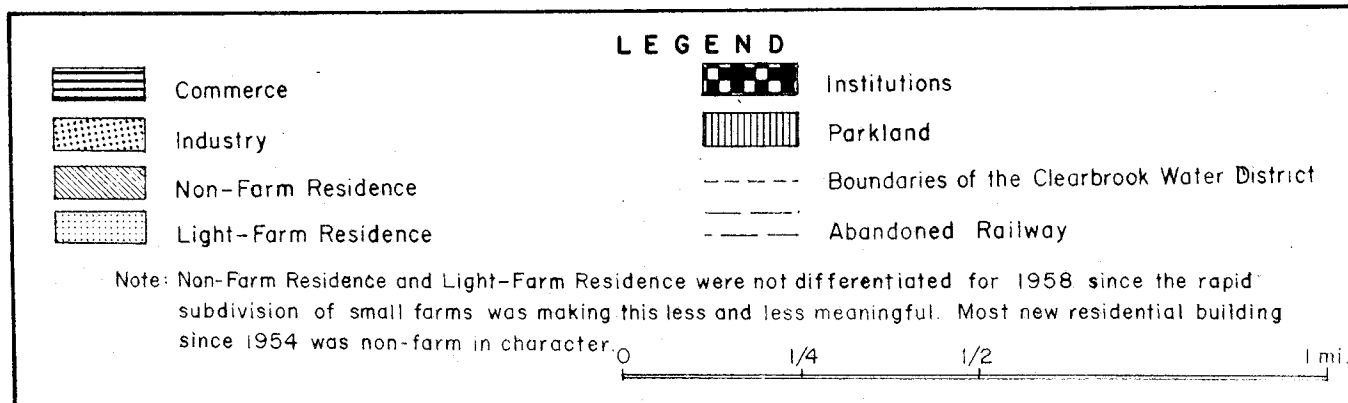 LEGEND
Commerce
Industry
Non-Farm Residence
Light-Farm Residence
Institutions
Parkland
Boundaries of the Clearbrook Water District
Abandoned Railway
Note: Non-Farm Residence and Light-Farm Residence were not differentiated for 1958 since the rapid
subdivision of small farms was making this less and less meaningful. Most new residential building
since 1954 was non-farm in character.
0 1/4 1/2 1 mi.